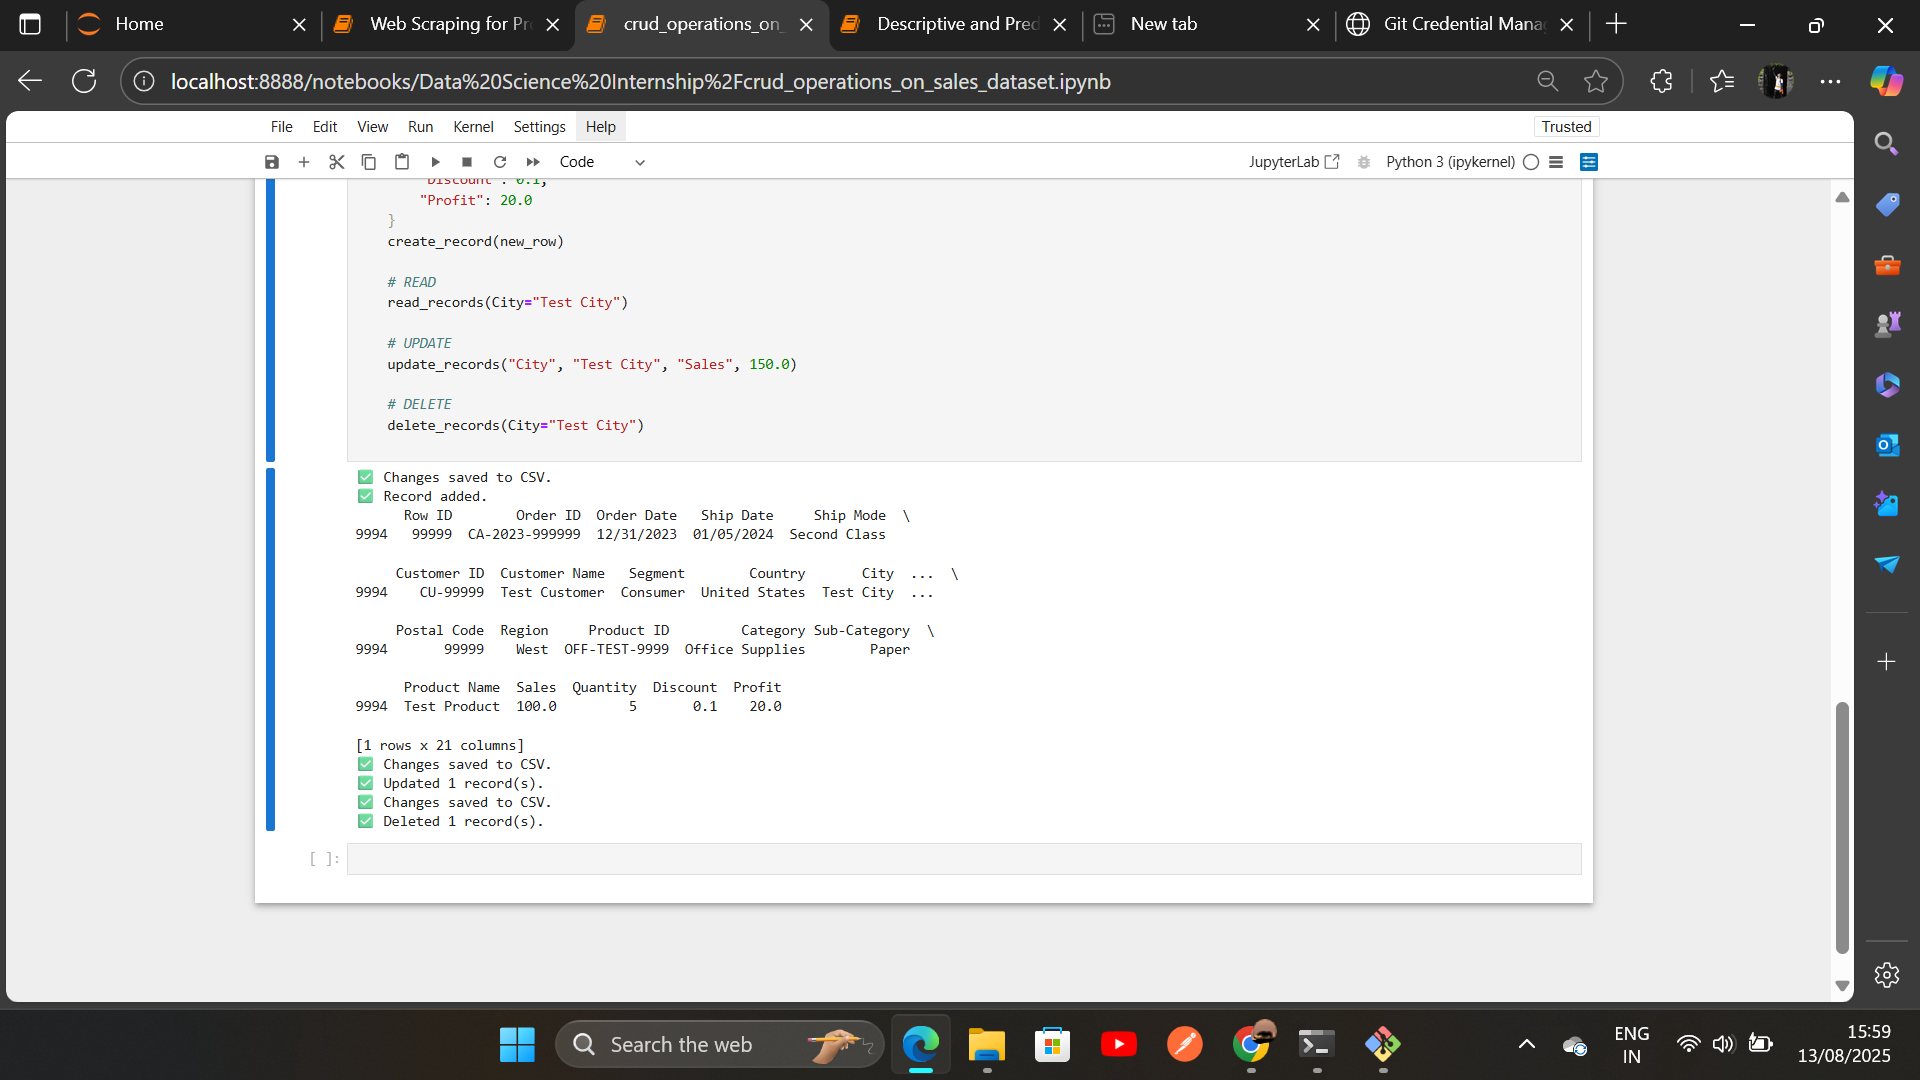 Home
Web Scraping for Pr
crud_operations_on_
Descriptive and Pred
New tab
Git Credential Mana
localhost:8888/notebooks/Data%20Science%20Internship%2Fcrud_operations_on_sales_dataset.ipynb
File Edit View Run Kernel Settings Help
Trusted
Code
JupyterLab
Python 3 (ipykernel)
"Discount": 0.1,
"Profit": 20.0
}
create_record(new_row)
# READ
read_records(City="Test City")
# UPDATE
update_records("City", "Test City", "Sales", 150.0)
# DELETE
delete_records(City="Test City")
✅ Changes saved to CSV.
✅ Record added.
Row ID Order ID Order Date Ship Date Ship Mode \
9994 99999 CA-2023-999999 12/31/2023 01/05/2024 Second Class
Customer ID Customer Name Segment Country City ... \
9994 CU-99999 Test Customer Consumer United States Test City ...
Postal Code Region Product ID Category Sub-Category \
9994 99999 West OFF-TEST-9999 Office Supplies Paper
Product Name Sales Quantity Discount Profit
9994 Test Product 100.0 5 0.1 20.0
[1 rows x 21 columns]
✅ Changes saved to CSV.
✅ Updated 1 record(s).
✅ Changes saved to CSV.
✅ Deleted 1 record(s).
[ ]:
Search the web
ENG
IN
15:59
13/08/2025